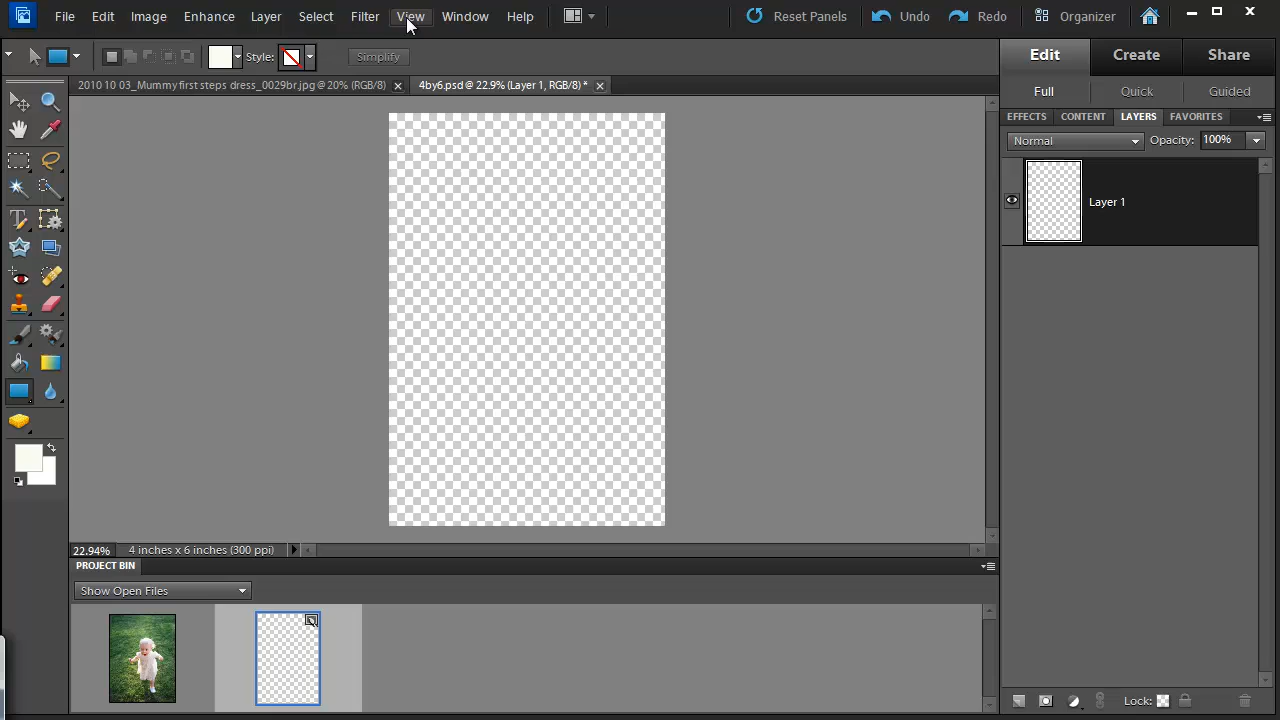 File Edit Image Enhance Layer Select Filter View Window Help Reset Panels Undo Redo Organizer
Style: Simplify
Edit Create Share
2010 10 03_Mummy first steps dress_0029br.jpg @ 20% (RGB/8) 4by6.psd @ 22.9% (Layer 1, RGB/8) *
Full Quick Guided
EFFECTS CONTENT LAYERS FAVORITES
Normal Opacity: 100%
Layer 1
22.94% 4 inches x 6 inches (300 ppi)
PROJECT BIN
Show Open Files
Lock: